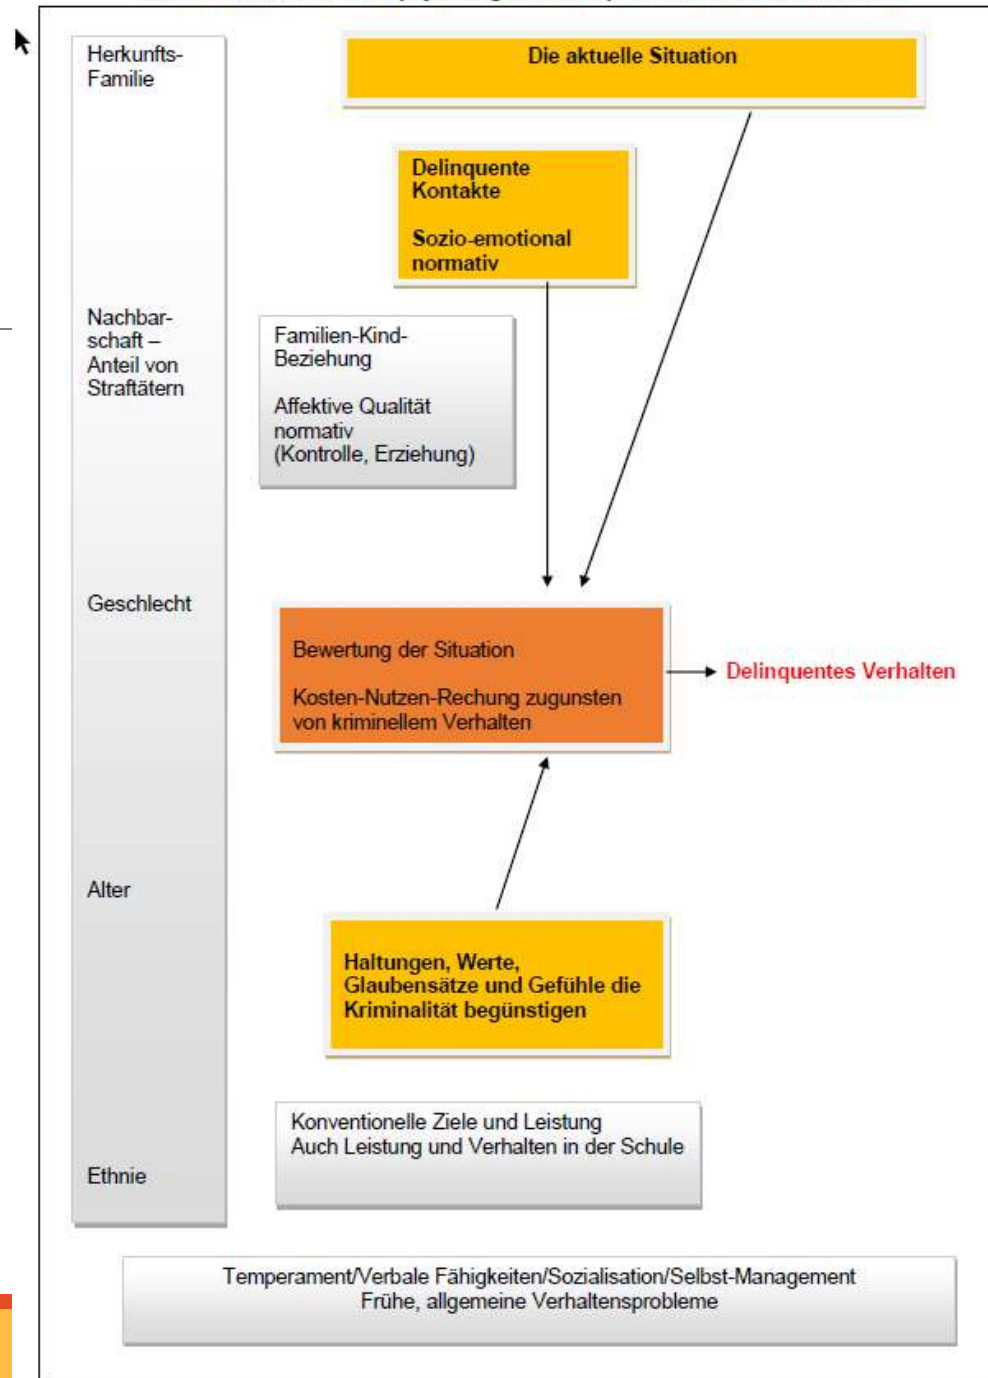 Herkunfts-
Familie
Die aktuelle Situation
Delinquente
Kontakte
Sozio-emotional
normativ
Nachbar-
schaft –
Anteil von
Straftätern
Familien-Kind-
Beziehung
Affektive Qualität
normativ
(Kontrolle, Erziehung)
Geschlecht
Bewertung der Situation
Kosten-Nutzen-Rechung zugunsten
von kriminellem Verhalten
Delinquentes Verhalten
Alter
Haltungen, Werte,
Glaubensätze und Gefühle die
Kriminalität begünstigen
Konventionelle Ziele und Leistung
Auch Leistung und Verhalten in der Schule
Ethnie
Temperament/Verbale Fähigkeiten/Sozialisation/Selbst-Management
Frühe, allgemeine Verhaltensprobleme